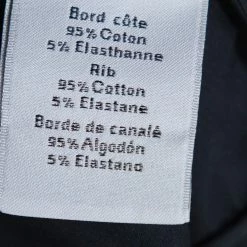 Bord côte
95% Coton
5% Elasthanne
Rib
95% Cotton
5% Elastane
Borde de canalé
95% Algodón
5% Elastano